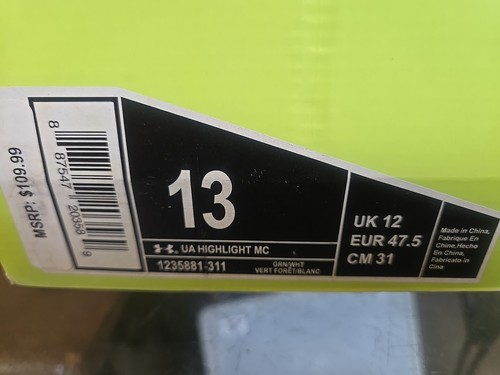 MSRP: $109.99
8 87547 20358 9
13
UA HIGHLIGHT MC
1235881-311
GRN/WHT
VERT FORET/BLANC
UK 12
EUR 47.5
CM 31
Made in China,
Fabrique En
Chine,Hecho
En China,
Fabricato in
Cina